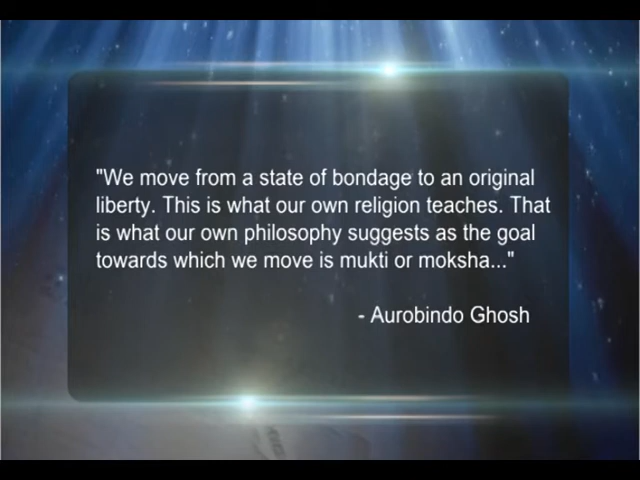 "We move from a state of bondage to an original
liberty. This is what our own religion teaches. That
is what our own philosophy suggests as the goal
towards which we move is mukti or moksha..."
- Aurobindo Ghosh